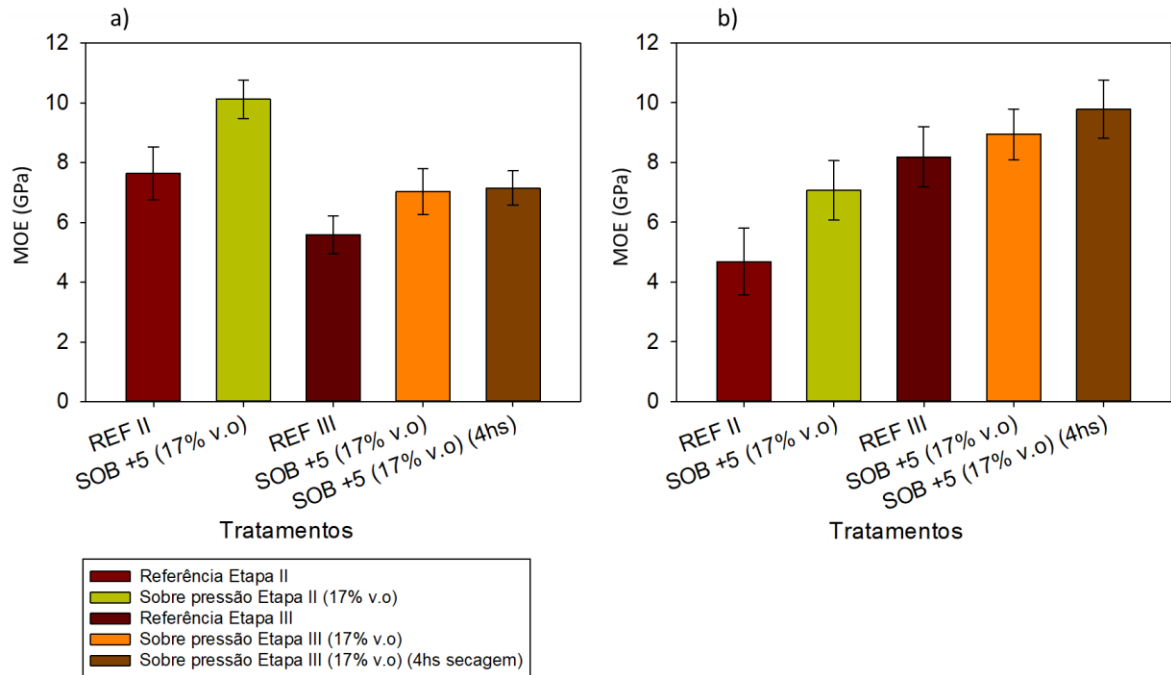 a)
12
10
8
6
4
2
0
MOE (GPa)
REF II
SOB +5 (17% v.o)
REF III
SOB +5 (17% v.o)
SOB +5 (17% v.o) (4hs)
Tratamentos
b)
12
10
8
6
4
2
0
MOE (GPa)
REF II
SOB +5 (17% v.o)
REF III
SOB +5 (17% v.o)
SOB +5 (17% v.o) (4hs)
Tratamentos
Referência Etapa II
Sobre pressão Etapa II (17% v.o)
Referência Etapa III
Sobre pressão Etapa III (17% v.o)
Sobre pressão Etapa III (17% v.o) (4hs secagem)